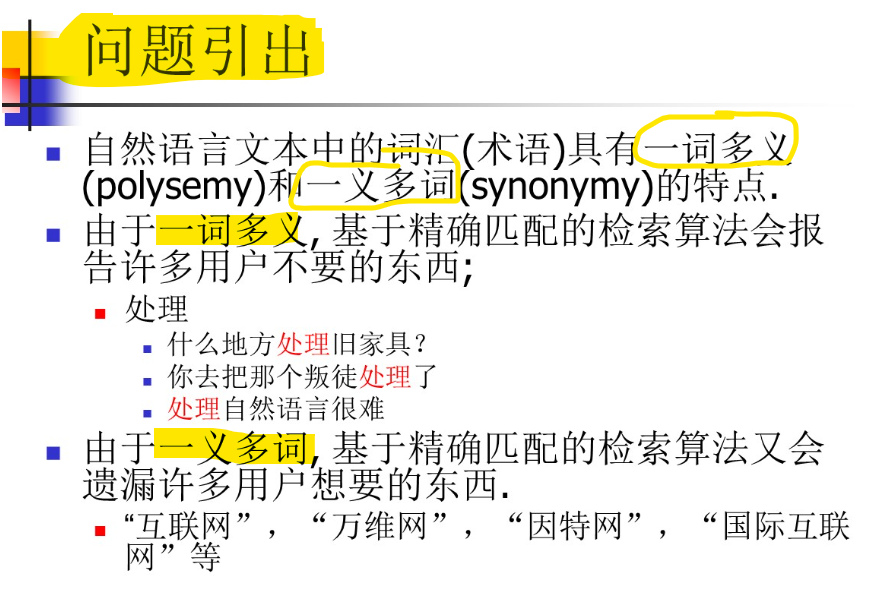 问题引出
自然语言文本中的词汇(术语)具有一词多义
(polysemy)和一义多词(synonymy)的特点.
由于一词多义, 基于精确匹配的检索算法会报
告许多用户不要的东西;
处理
什么地方处理旧家具?
你去把那个叛徒处理了
处理自然语言很难
由于一义多词, 基于精确匹配的检索算法又会
遗漏许多用户想要的东西.
“互联网”，“万维网”，“因特网”，“国际互联
网”等